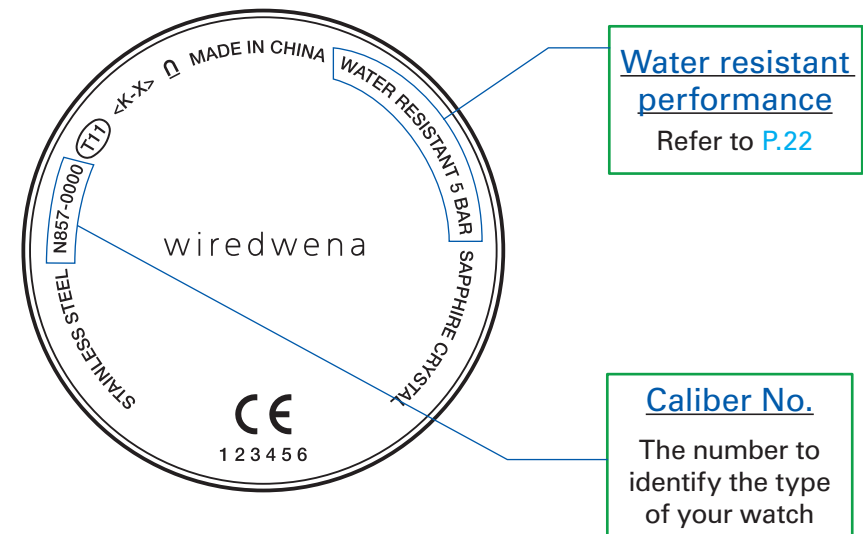 STAINLESS STEEL N857-0000 T11 <K-X> MADE IN CHINA WATER RESISTANT 5 BAR SAPPHIRE CRYSTAL
wiredwena
CE
123456
Water resistant
performance
Refer to P.22
Caliber No.
The number to
identify the type
of your watch